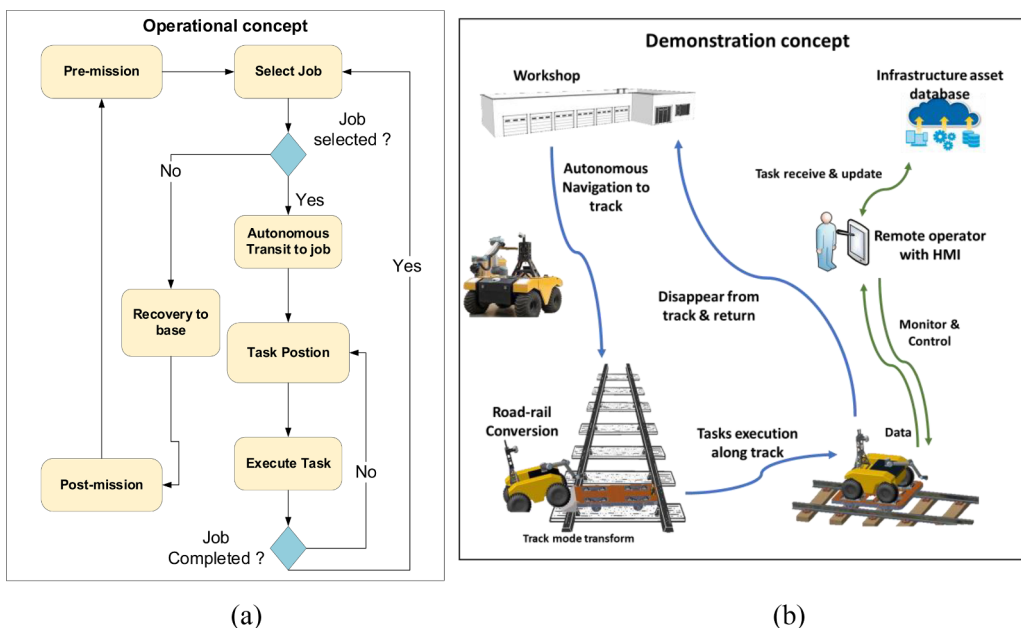 Operational concept
Pre-mission
Select Job
Job
selected ?
No
Yes
Autonomous
Transit to job
Yes
Recovery to
base
Task Postion
Execute Task
No
Post-mission
Job
Completed ?
(a)
Demonstration concept
Workshop
Infrastructure asset
database
Autonomous
Navigation to
track
Task receive & update
Remote operator
with HMI
Disappear from
track & return
Monitor &
Control
Road-rail
Conversion
Tasks execution
along track
Data
Track mode transform
(b)